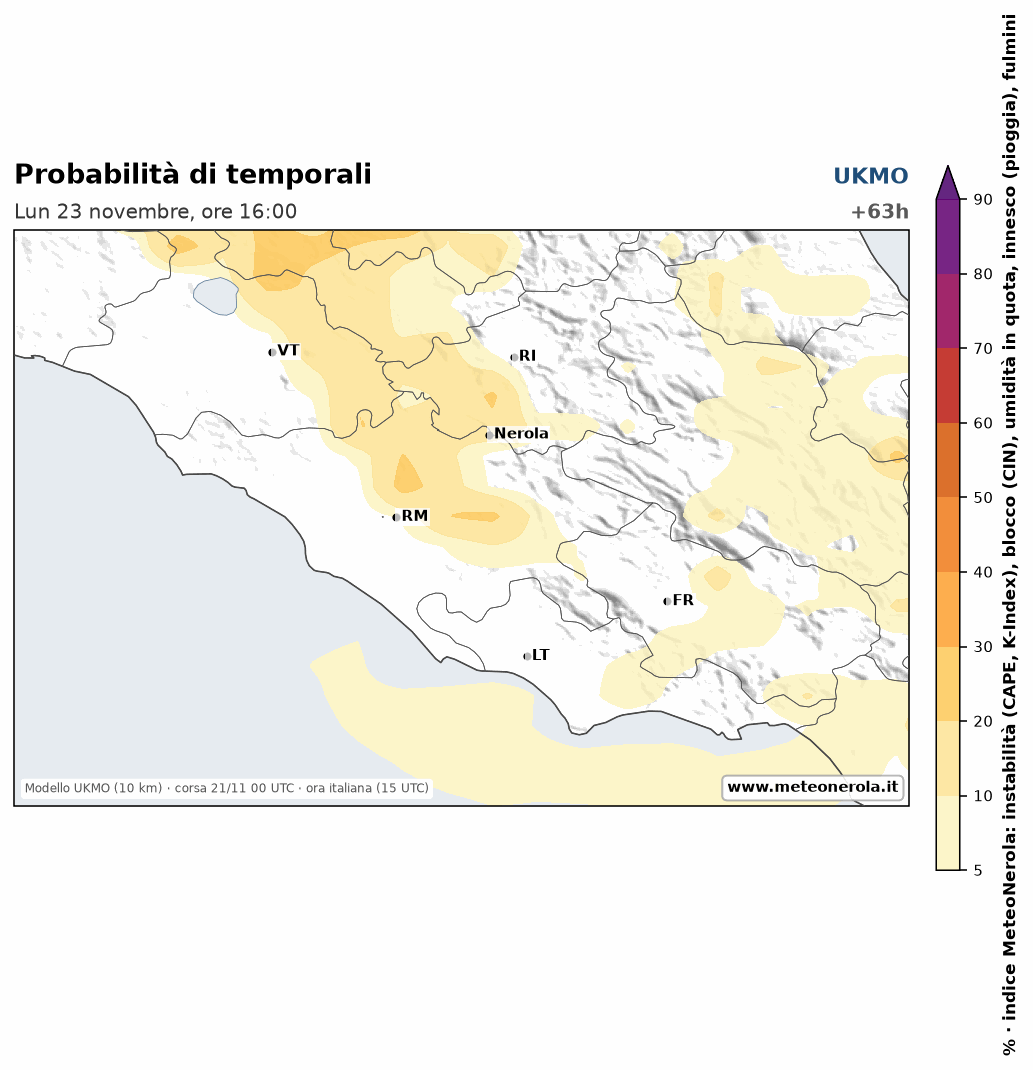 Probabilità di temporali
UKMO
Lun 23 novembre, ore 16:00
+63h
VT
RI
Nerola
RM
FR
LT
Modello UKMO (10 km) · corsa 21/11 00 UTC · ora italiana (15 UTC)
www.meteonerola.it
90
80
70
60
50
40
30
20
10
5
% · indice MeteoNerola: instabilità (CAPE, K-Index), blocco (CIN), umidità in quota, innesco (pioggia), fulmini